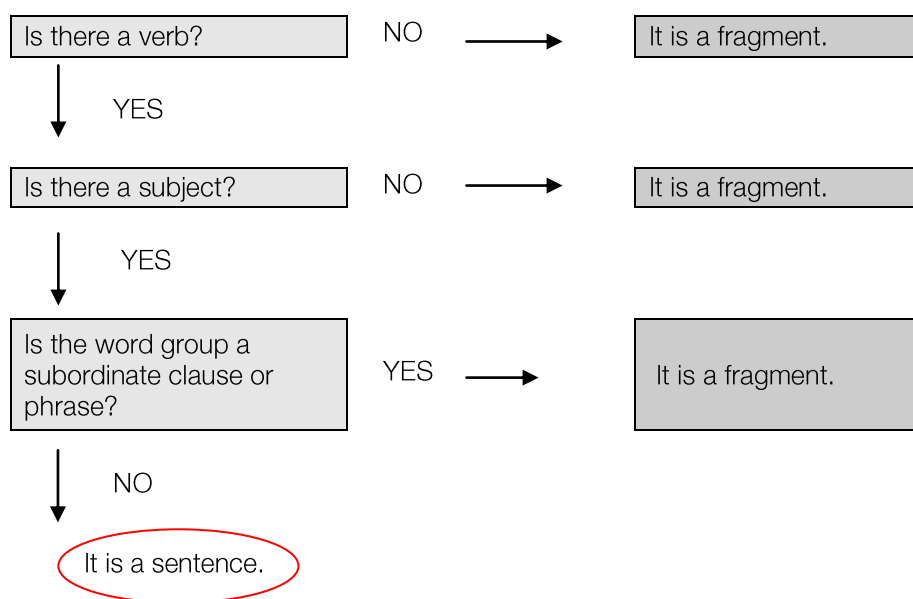 Is there a verb? NO It is a fragment.
YES
Is there a subject? NO It is a fragment.
YES
Is the word group a
subordinate clause or
phrase?
YES
It is a fragment.
NO
It is a sentence.